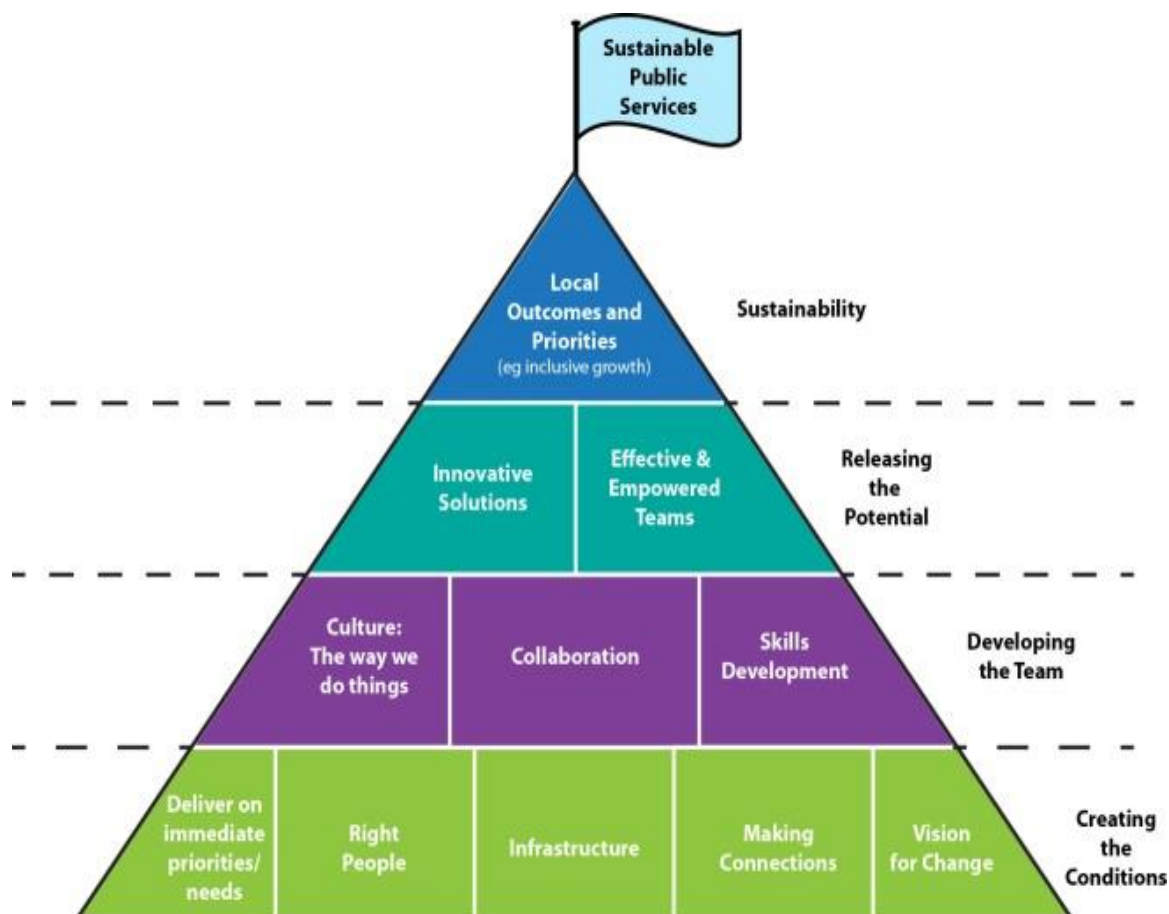 Sustainable
Public
Services
Local
Outcomes and
Priorities
(eg inclusive growth)
Sustainability
Innovative
Solutions
Effective &
Empowered
Teams
Releasing
the
Potential
Culture:
The way we
do things
Collaboration
Skills
Development
Developing
the Team
Deliver on
immediate
priorities/
needs
Right
People
Infrastructure
Making
Connections
Vision
for Change
Creating
the
Conditions